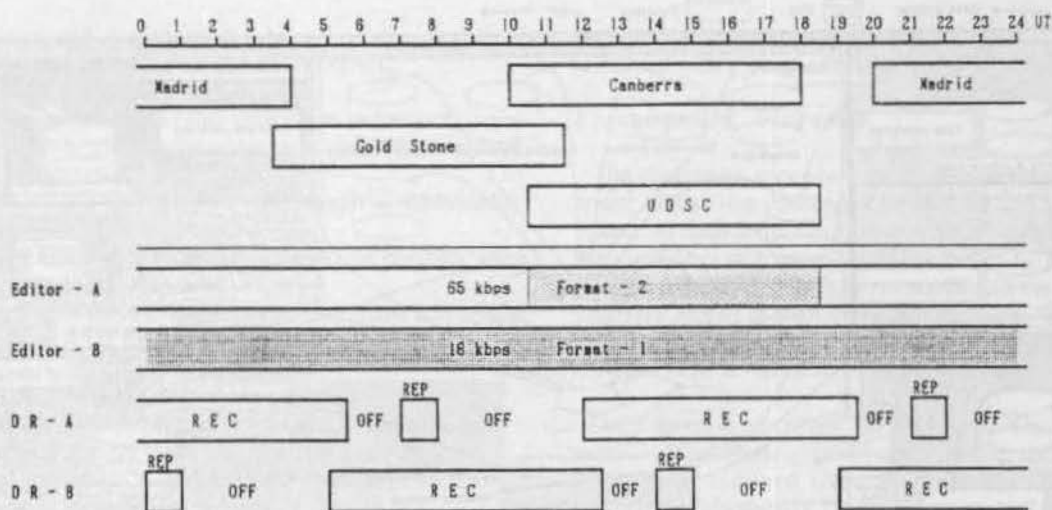 0 1 2 3 4 5 6 7 8 9 10 11 12 13 14 15 16 17 18 19 20 21 22 23 24 UT
Madrid Canberra Madrid
Gold Stone
U D S C
Editor - A 65 kbps Format - 2
Editor - B 16 kbps Format - 1
REP REP
D R - A R E C OFF OFF R E C OFF OFF
REP REP
D R - B OFF R E C OFF OFF R E C